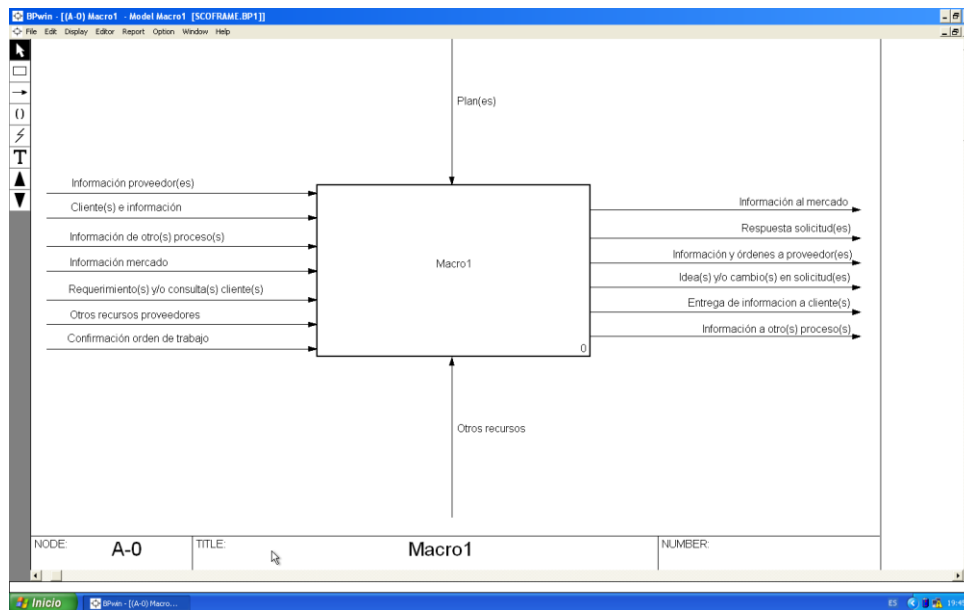 BPwin - [(A-0) Macro1 - Model Macro1 [SCOFRAME.BP1]]
File Edit Display Editor Report Option Window Help
( )
T
Plan(es)
Información proveedor(es)
Cliente(s) e información
Información de otro(s) proceso(s)
Información mercado
Requerimiento(s) y/o consulta(s) cliente(s)
Otros recursos proveedores
Confirmación orden de trabajo
Macro1
0
Información al mercado
Respuesta solicitud(es)
Información y órdenes a proveedor(es)
Idea(s) y/o cambio(s) en solicitud(es)
Entrega de informacion a cliente(s)
Información a otro(s) proceso(s)
Otros recursos
NODE: A-0 TITLE: Macro1 NUMBER:
Inicio BPwin - [(A-0) Macro... ES 19:45